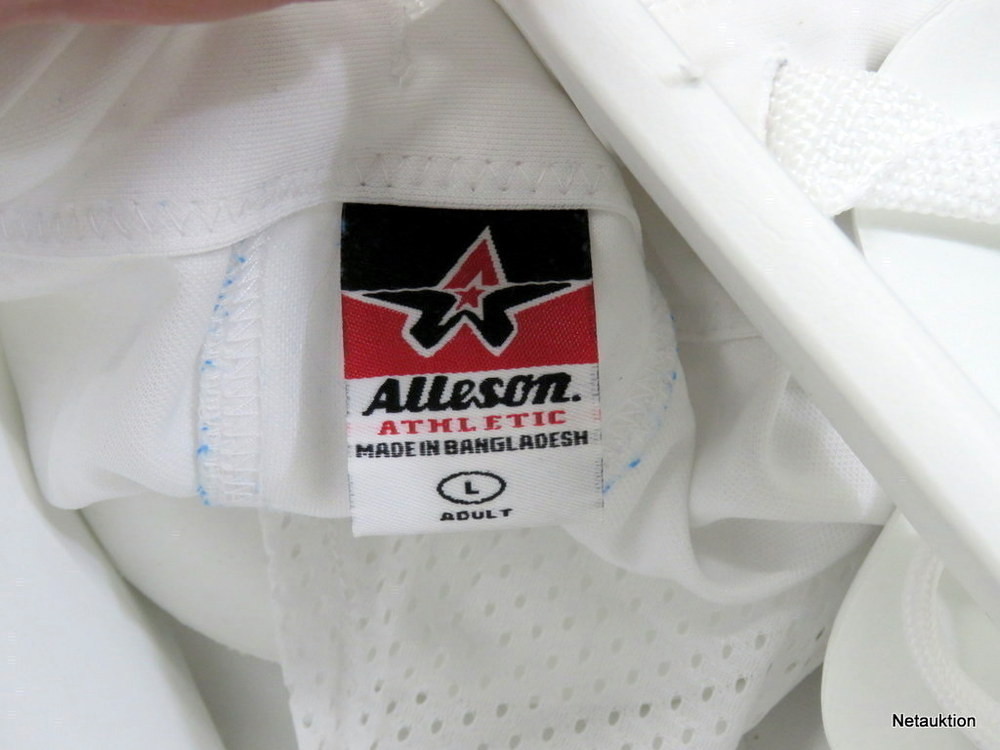 Alleson.
ATHLETIC
MADE IN BANGLADESH
L
ADULT
Netauktion